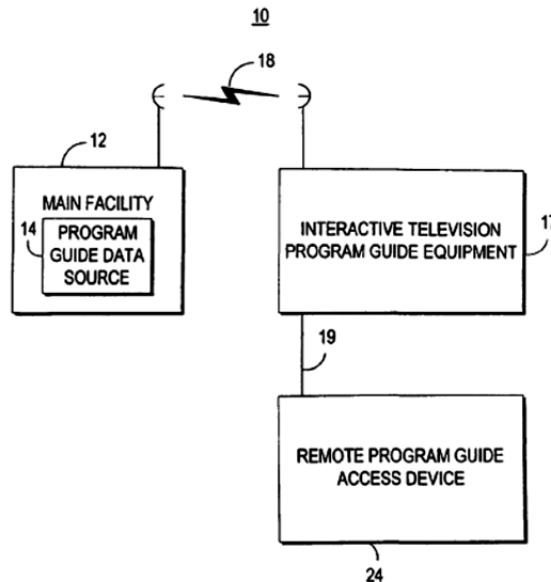 10
18
12
MAIN FACILITY
14
PROGRAM
GUIDE DATA
SOURCE
INTERACTIVE TELEVISION
PROGRAM GUIDE EQUIPMENT
17
19
REMOTE PROGRAM GUIDE
ACCESS DEVICE
24